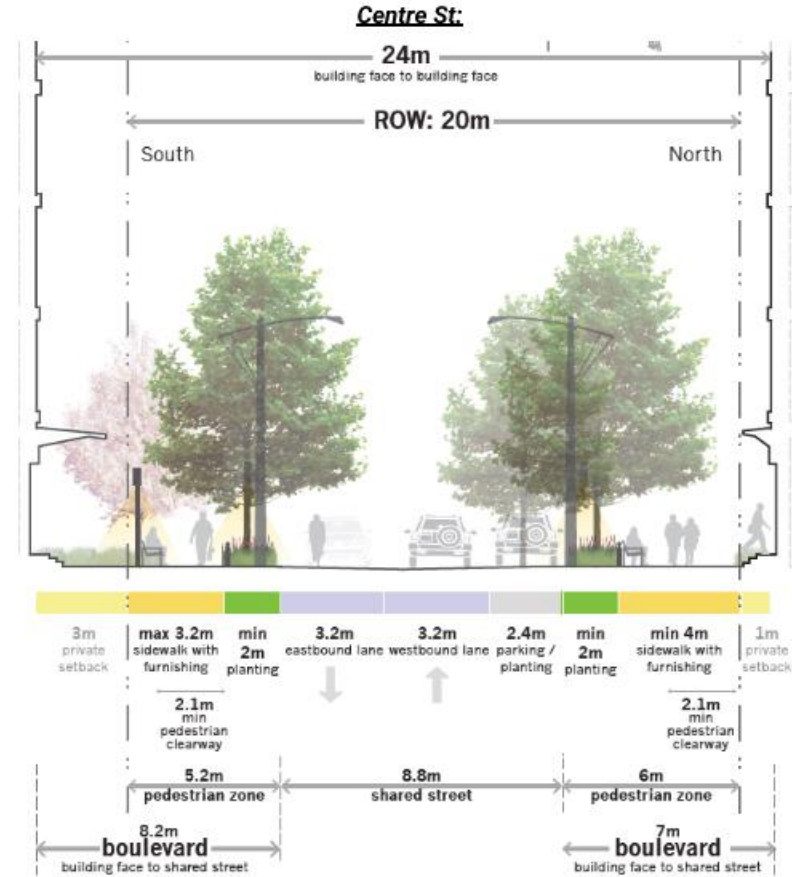 Centre St:
24m
building face to building face
ROW: 20m
South
North
3m
private
setback
max 3.2m
sidewalk with
furnishing
min
2m
planting
3.2m
eastbound lane
3.2m
westbound lane
2.4m
parking /
planting
min
2m
planting
min 4m
sidewalk with
furnishing
1m
private
setback
2.1m
min
pedestrian
clearway
2.1m
min
pedestrian
clearway
5.2m
pedestrian zone
8.8m
shared street
6m
pedestrian zone
8.2m
boulevard
building face to shared street
7m
boulevard
building face to shared street